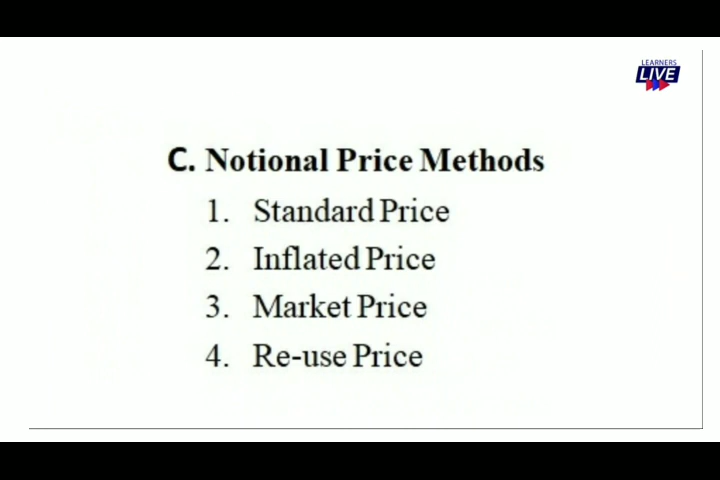 LEARNERS
LIVE
C. Notional Price Methods
1. Standard Price
2. Inflated Price
3. Market Price
4. Re-use Price